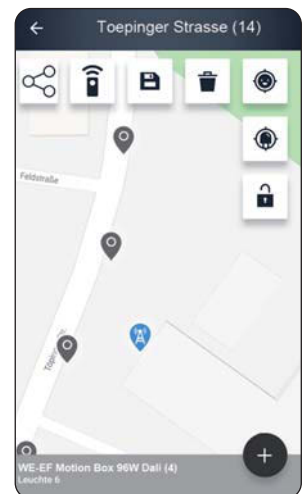 Toepinger Strasse (14)
Feldstraße
WE-EF Motion Box 96W Dali (4)
Leuchte 6